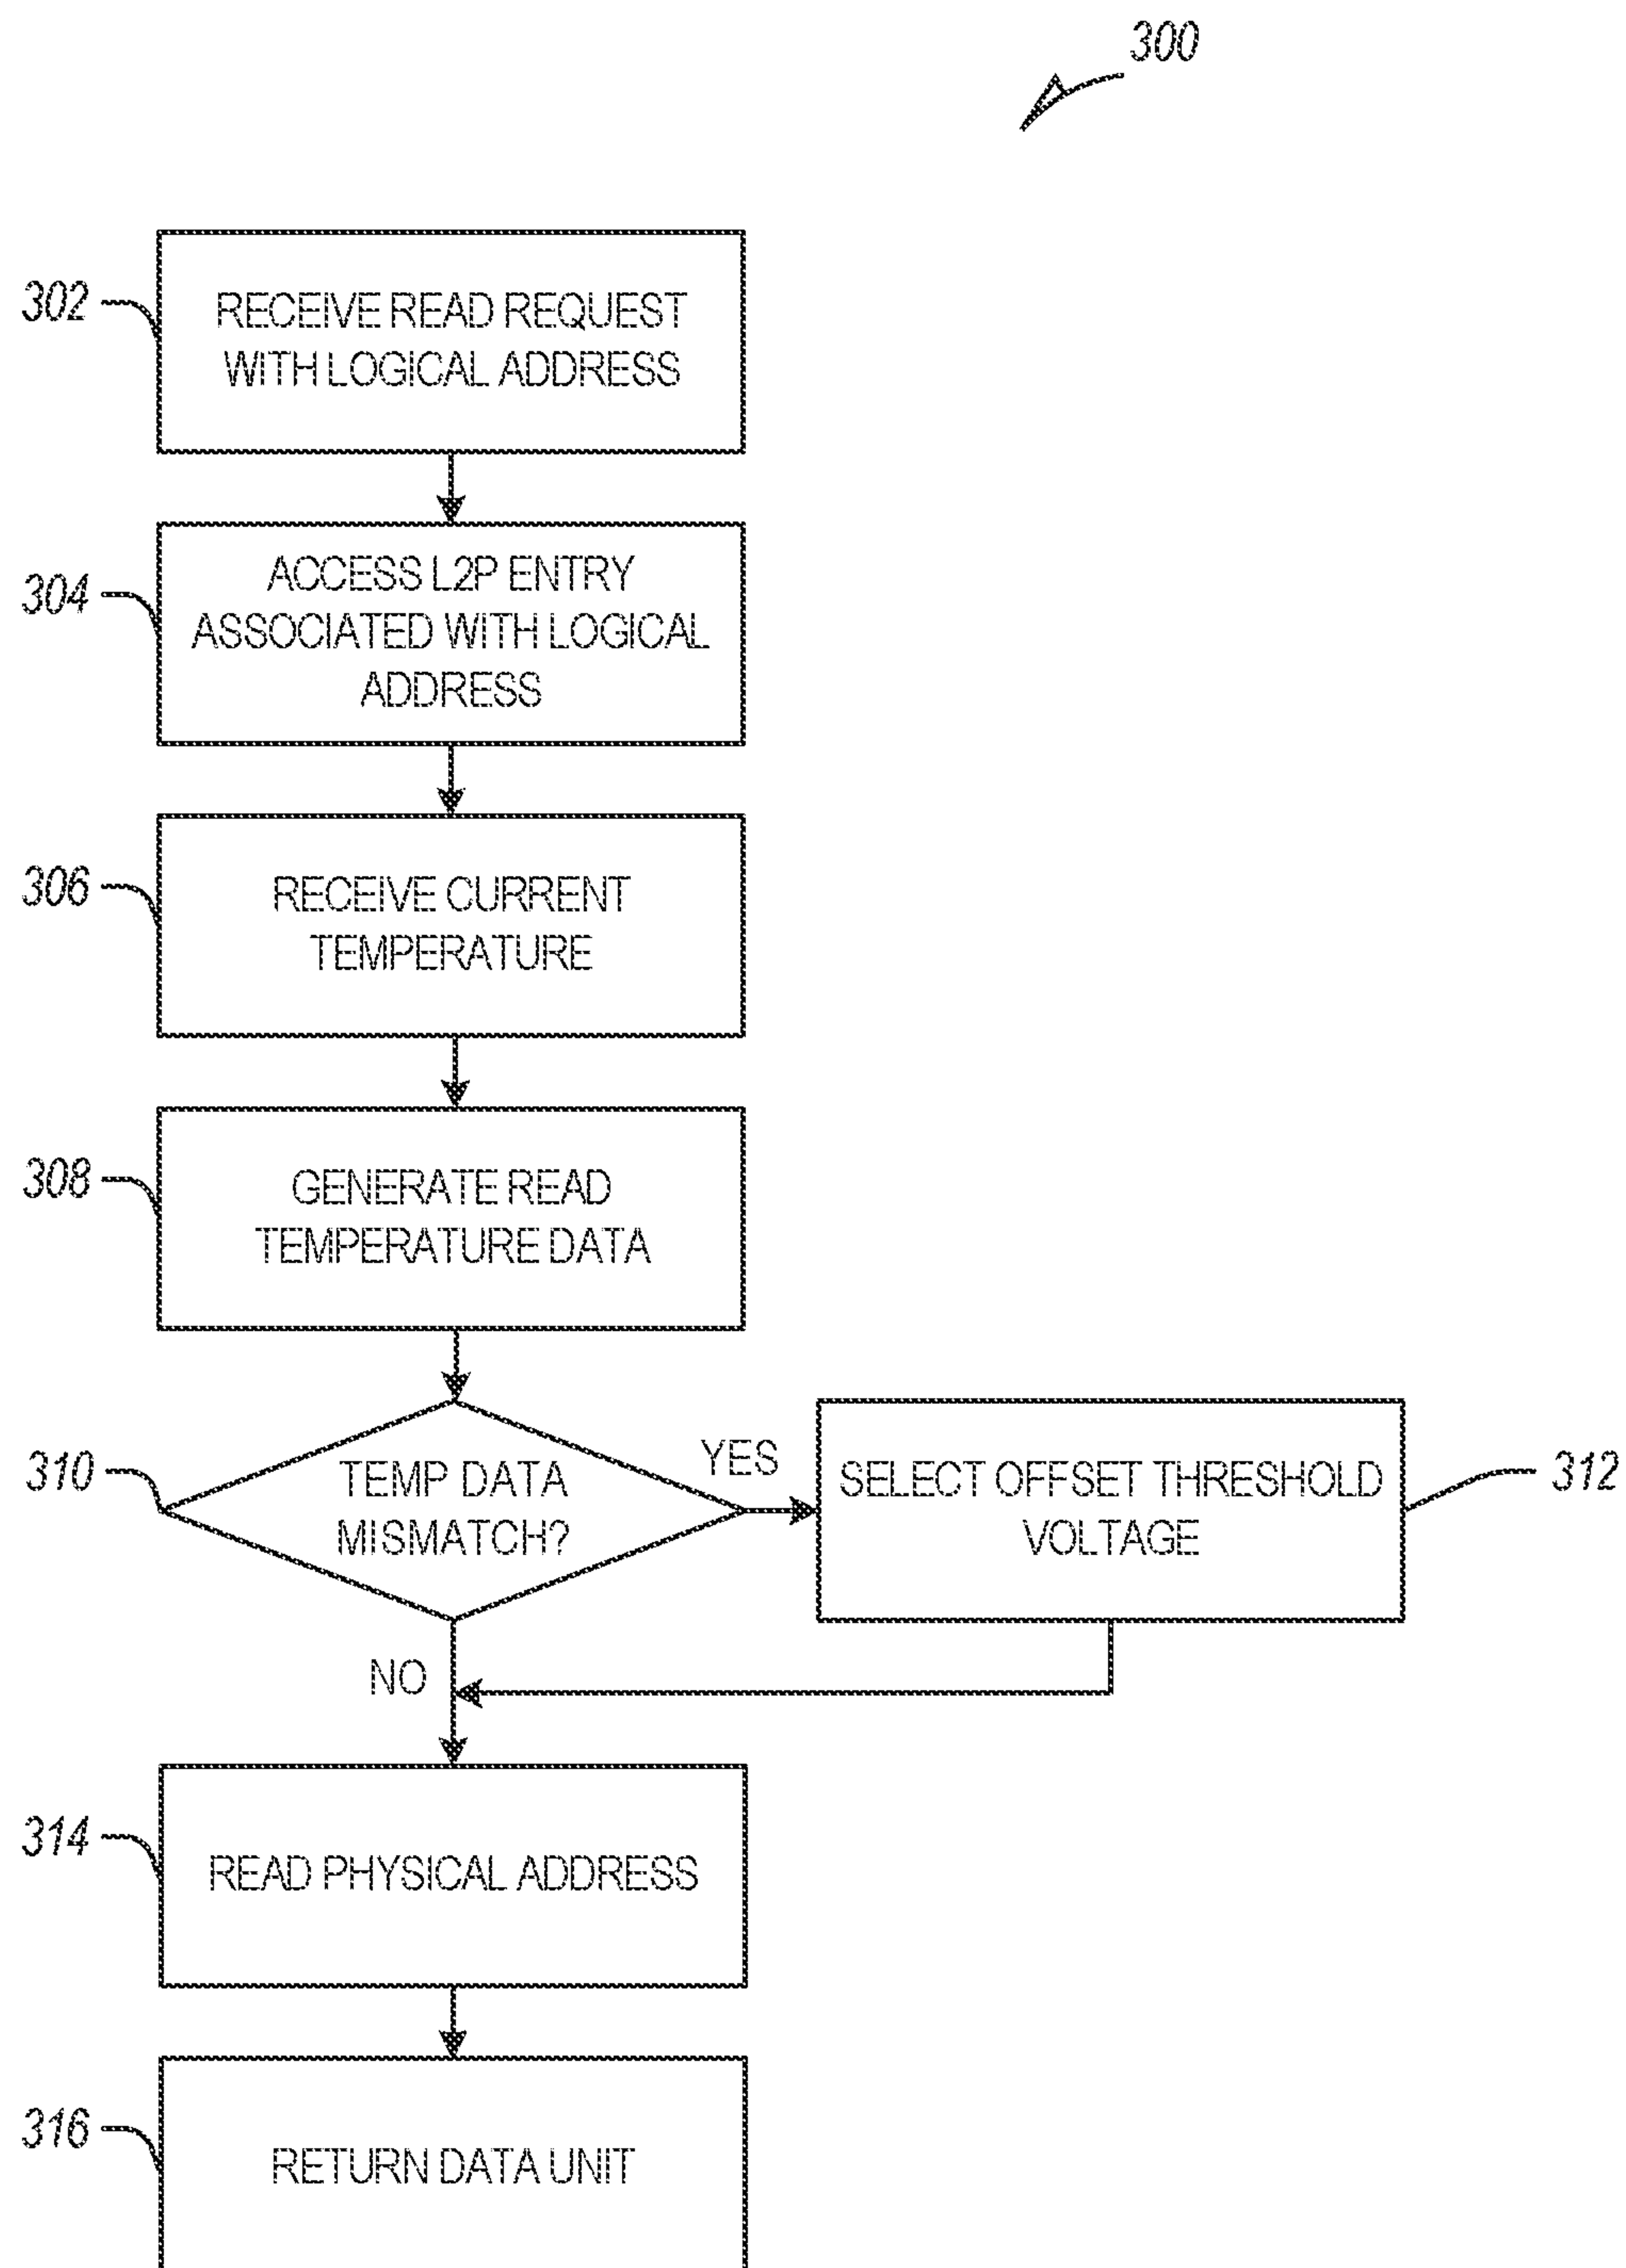 300
302
RECEIVE READ REQUEST
WITH LOGICAL ADDRESS
304
ACCESS L2P ENTRY
ASSOCIATED WITH LOGICAL
ADDRESS
306
RECEIVE CURRENT
TEMPERATURE
308
GENERATE READ
TEMPERATURE DATA
310
TEMP DATA
MISMATCH?
YES
SELECT OFFSET THRESHOLD
VOLTAGE
312
NO
314
READ PHYSICAL ADDRESS
316
RETURN DATA UNIT